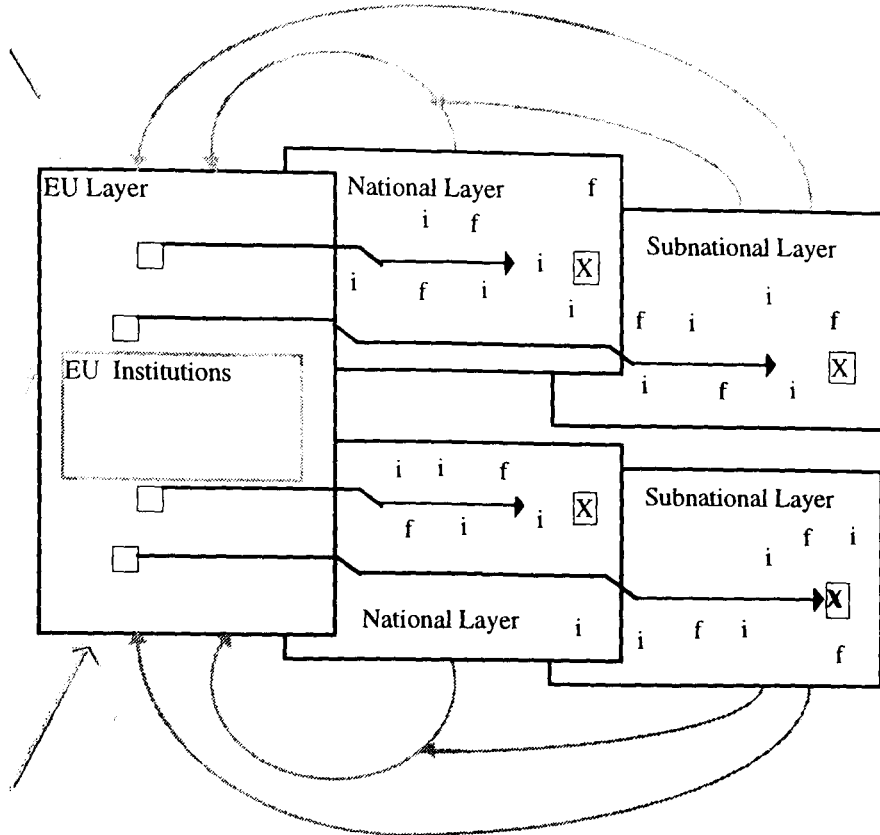 EU Layer
National Layer
f
i f
i
X
i f i
i
Subnational Layer
i
f i f
X
i f i
EU Institutions
i i f
i
X
f i
National Layer
i
Subnational Layer
f i
i
X
i f i
f